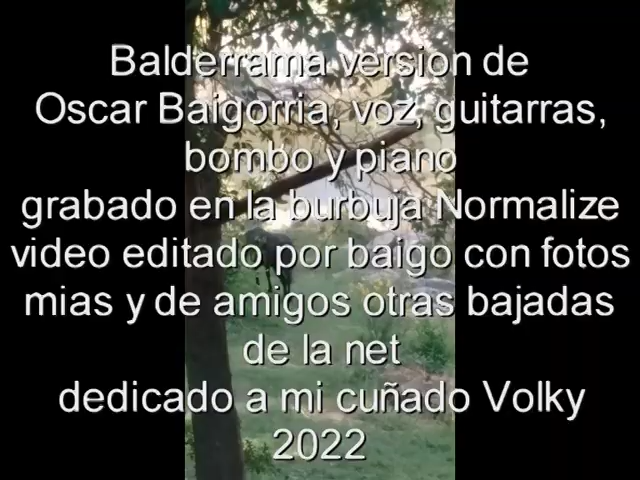 Balderrama version de
Oscar Baigorria, voz, guitarras,
bombo y piano
grabado en la burbuja Normalize
video editado por baigo con fotos
mias y de amigos otras bajadas
de la net
dedicado a mi cuñado Volky
2022